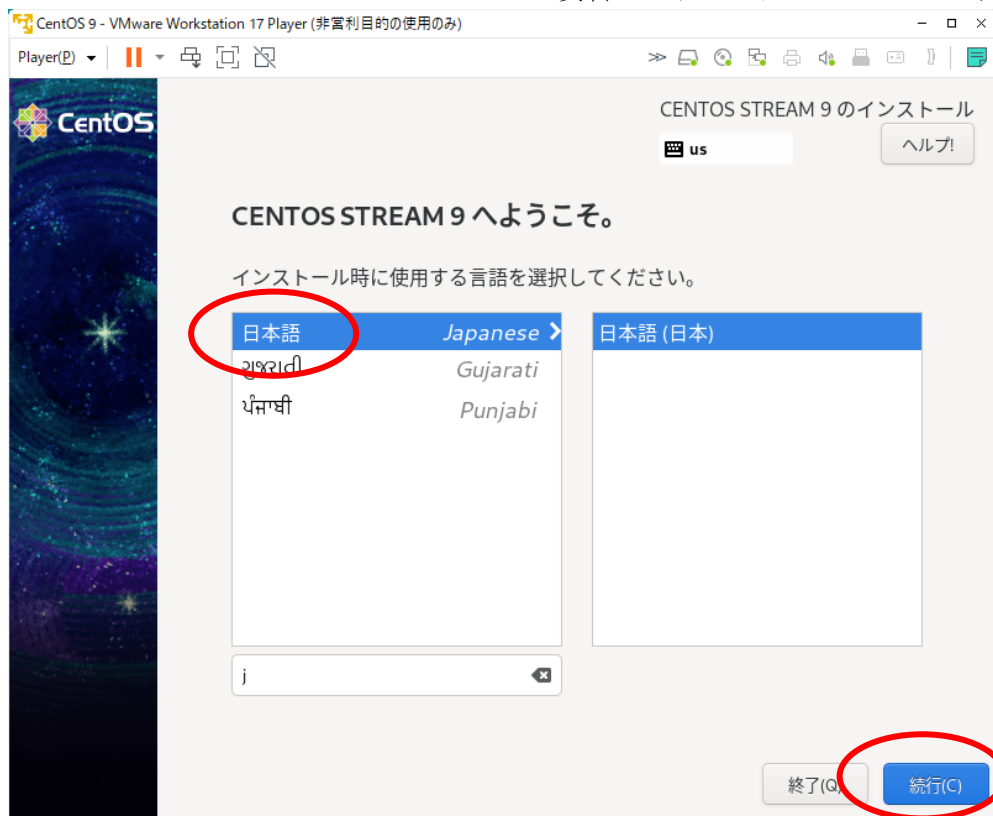 CentOS 9 - VMware Workstation 17 Player (非営利目的の使用のみ)
Player(P)
CentOS
CENTOS STREAM 9 のインストール
us
ヘルプ!
CENTOS STREAM 9 へようこそ。
インストール時に使用する言語を選択してください。
日本語 Japanese
日本語 (日本)
ગુજરાતી Gujarati
ਪੰਜਾਬੀ Punjabi
j
終了(Q)
続行(C)